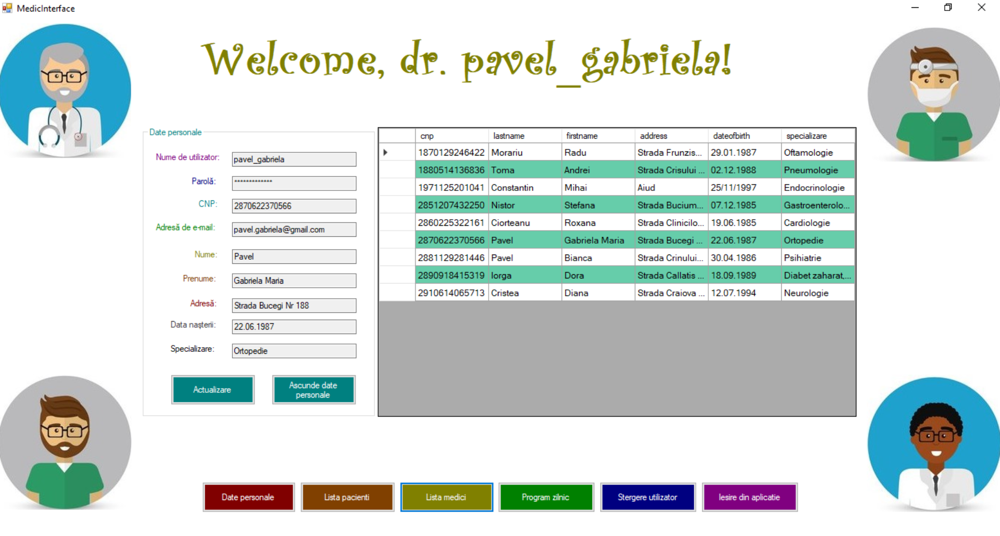 MedicInterface
Welcome, dr. pavel_gabriela!
Date personale
Nume de utilizator: pavel_gabriela
Parolă: *************
CNP: 2870622370566
Adresă de e-mail: pavel.gabriela@gmail.com
Nume: Pavel
Prenume: Gabriela Maria
Adresă: Strada Bucegi Nr 188
Data nașterii: 22.06.1987
Specializare: Ortopedie
Actualizare
Ascunde date
personale
cnp lastname firstname address dateofbirth specializare
1870129246422 Morariu Radu Strada Frunzis... 29.01.1987 Oftamologie
1880514136836 Toma Andrei Strada Crisului ... 02.12.1988 Pneumologie
1971125201041 Constantin Mihai Aiud 25/11/1997 Endocrinologie
2851207432250 Nistor Stefana Strada Bucium... 07.12.1985 Gastroenterolo...
2860225322161 Ciorteanu Roxana Strada Clinicilo... 19.06.1985 Cardiologie
2870622370566 Pavel Gabriela Maria Strada Bucegi ... 22.06.1987 Ortopedie
2881129281446 Pavel Bianca Strada Crinului... 30.04.1986 Psihiatrie
2890918415319 Iorga Dora Strada Callatis ... 18.09.1989 Diabet zaharat,...
2910614065713 Cristea Diana Strada Craiova ... 12.07.1994 Neurologie
Date personale
Lista pacienti
Lista medici
Program zilnic
Stergere utilizator
Iesire din aplicatie